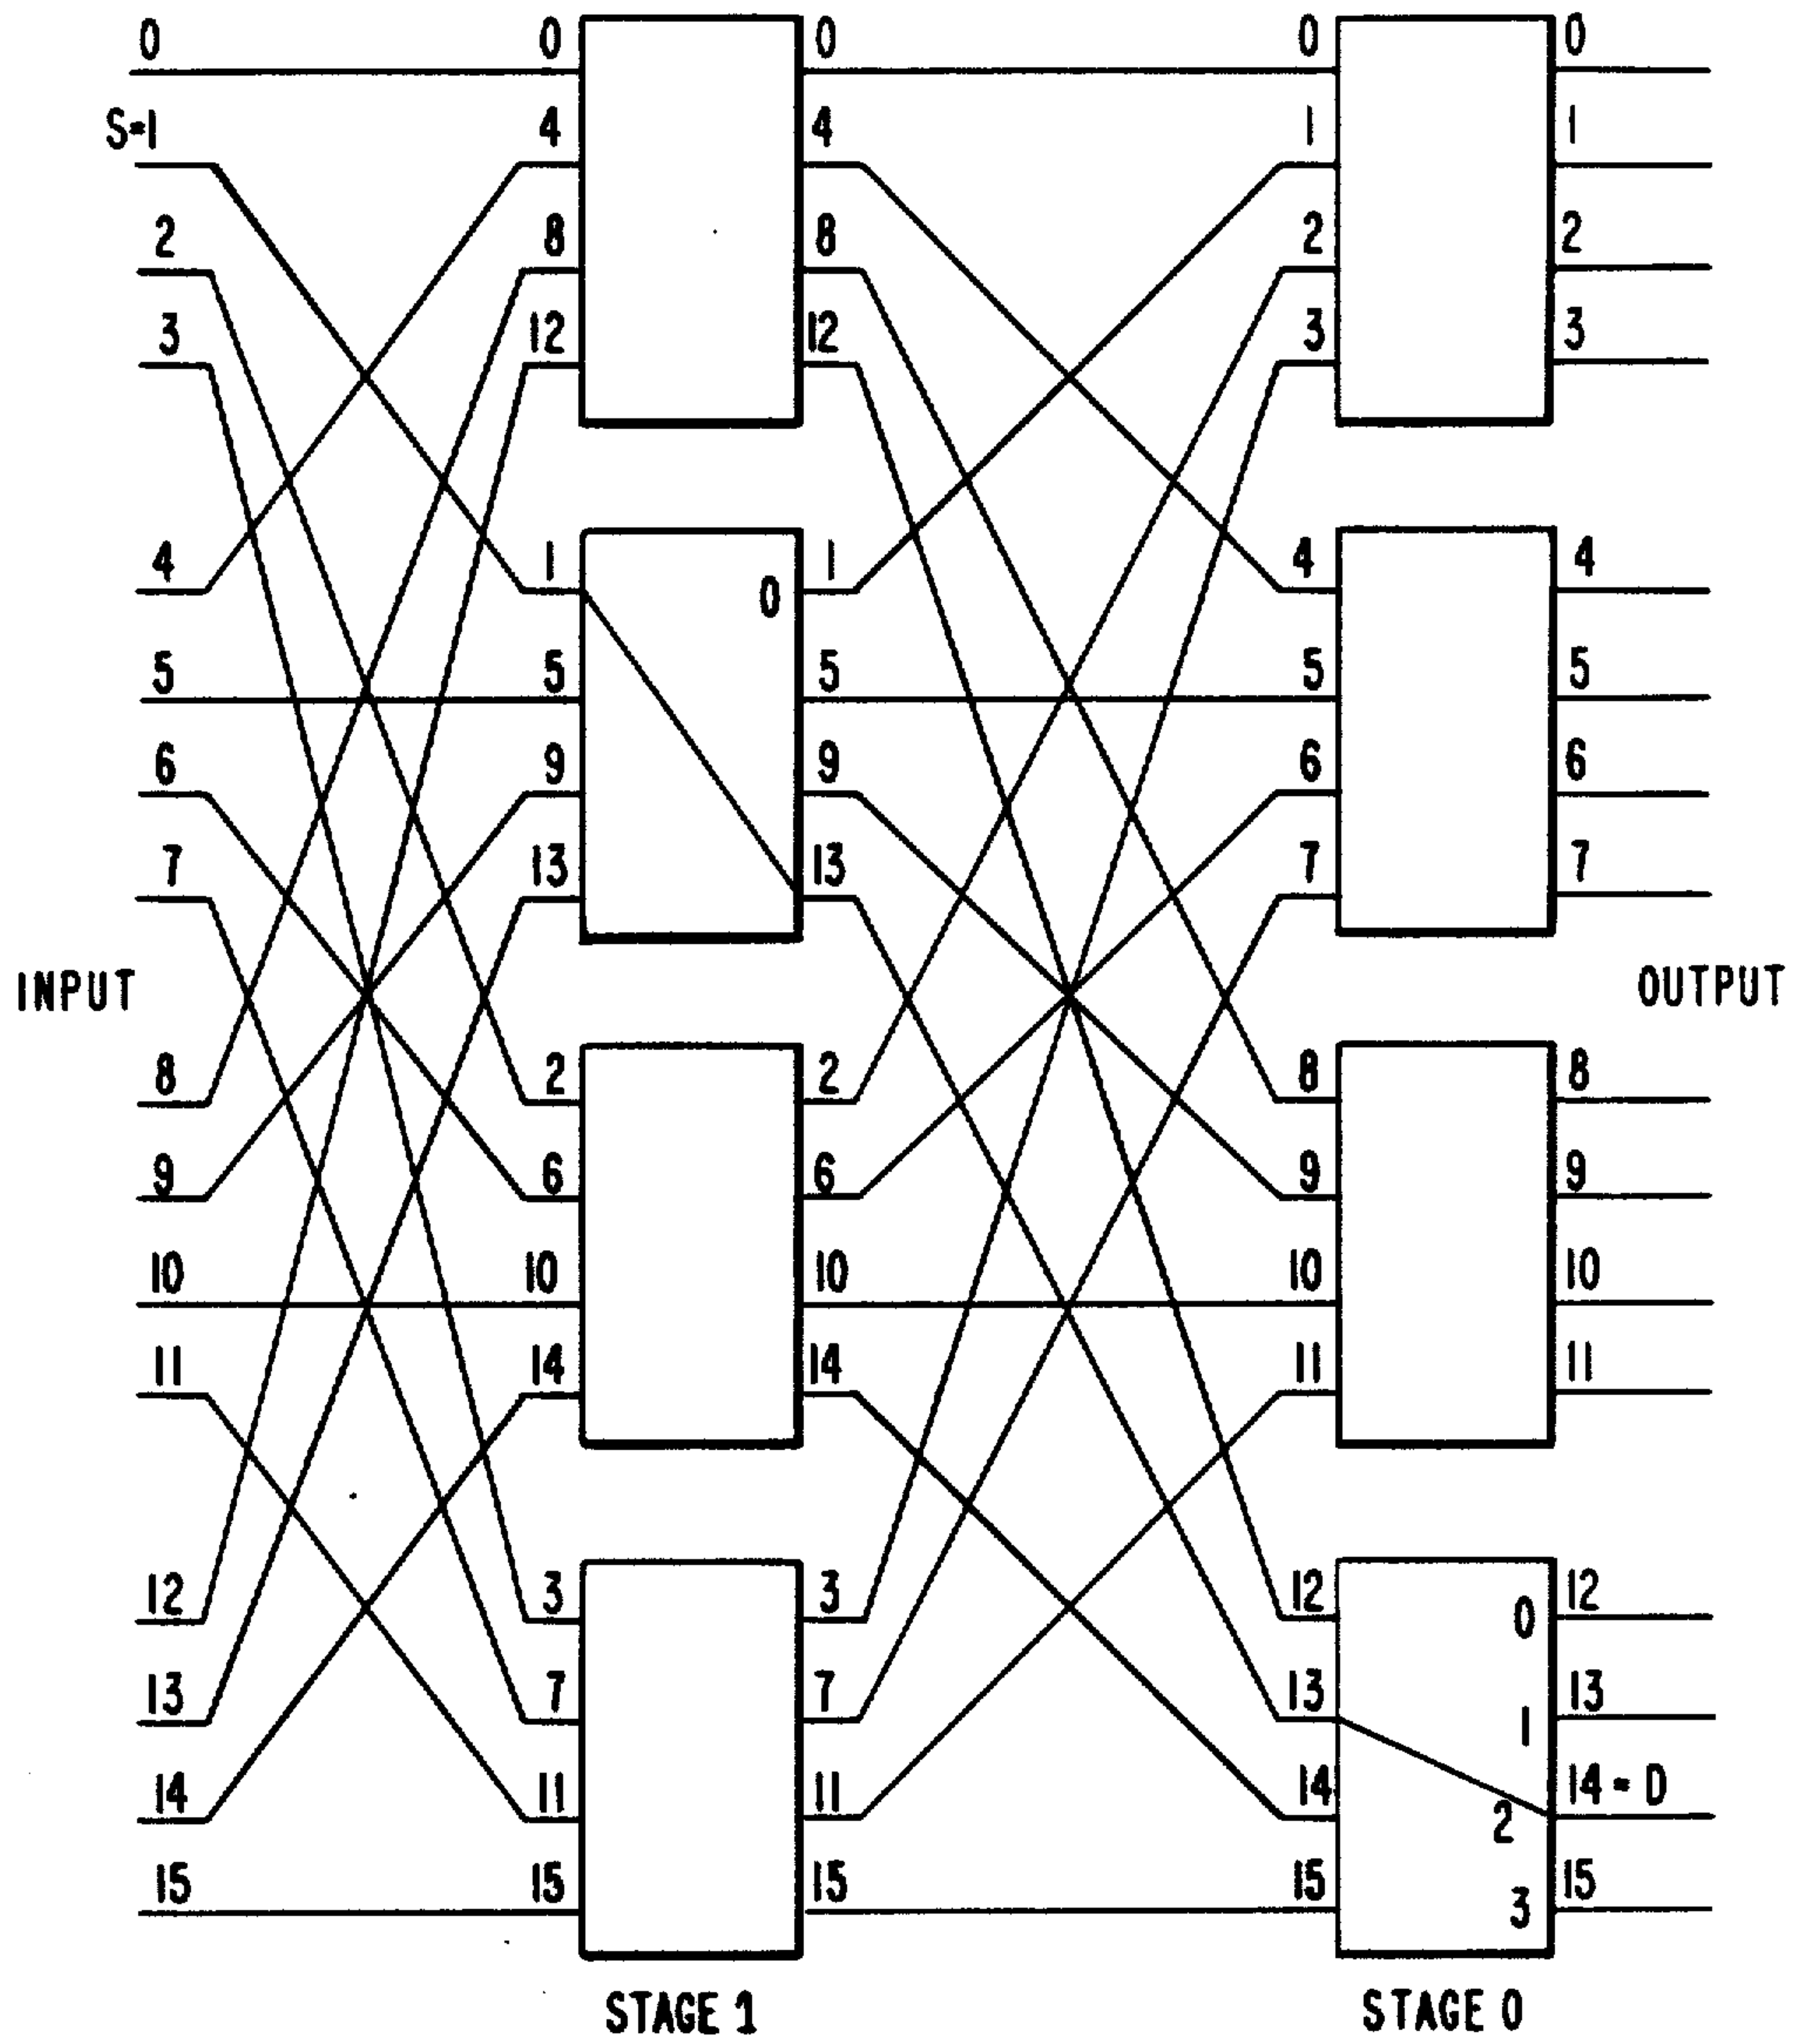 0 0 0 0 0
S=1 4 4 1 1
2 8 8 2 2
3 12 12 3 3
4 1 0 1 4 4
5 5 5 5 5
6 9 9 6 6
7 13 13 7 7
INPUT OUTPUT
8 2 2 8 8
9 6 6 9 9
10 10 10 10 10
11 14 14 11 11
12 3 3 12 0 12
13 7 7 13 1 13
14 11 11 14 2 14 = D
15 15 15 15 3 15
STAGE 1 STAGE 0